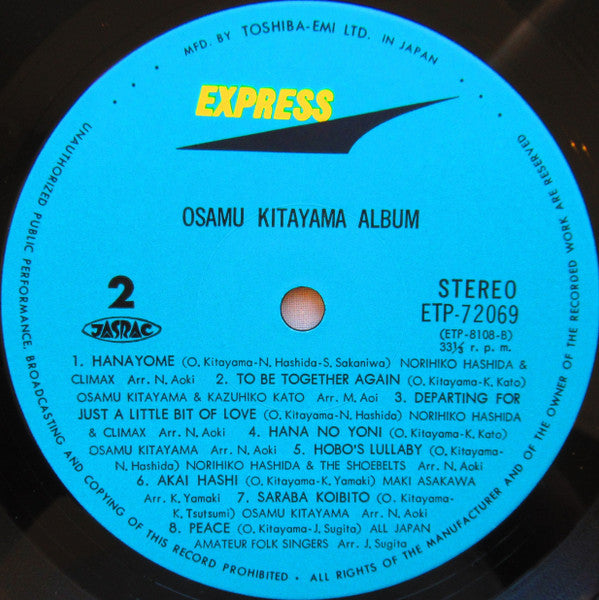 MFD. BY TOSHIBA-EMI LTD. IN JAPAN
EXPRESS
OSAMU KITAYAMA ALBUM
2
JASRAC
STEREO
ETP-72069
(ETP-8108-B)
33⅓ r. p. m.
1. HANAYOME (O. Kitayama-N. Hashida-S. Sakaniwa) NORIHIKO HASHIDA &
CLIMAX Arr. N. Aoki 2. TO BE TOGETHER AGAIN (O. Kitayama-K. Kato)
OSAMU KITAYAMA & KAZUHIKO KATO Arr. M. Aoi 3. DEPARTING FOR
JUST A LITTLE BIT OF LOVE (O. Kitayama-N. Hashida) NORIHIKO HASHIDA
& CLIMAX Arr. N. Aoki 4. HANA NO YONI (O. Kitayama-K. Kato)
OSAMU KITAYAMA Arr. N. Aoki 5. HOBO'S LULLABY (O. Kitayama-
N. Hashida) NORIHIKO HASHIDA & THE SHOEBELTS Arr. N. Aoki
6. AKAI HASHI (O. Kitayama-K. Yamaki) MAKI ASAKAWA
Arr. K. Yamaki 7. SARABA KOIBITO (O. Kitayama-
K. Tsutsumi) OSAMU KITAYAMA Arr. N. Aoki
8. PEACE (O. Kitayama-J. Sugita) ALL JAPAN
AMATEUR FOLK SINGERS Arr. J. Sugita
UNAUTHORIZED PUBLIC PERFORMANCE, BROADCASTING AND COPYING OF THIS RECORD PROHIBITED • ALL RIGHTS OF THE MANUFACTURER AND OF THE OWNER OF THE RECORDED WORK ARE RESERVED